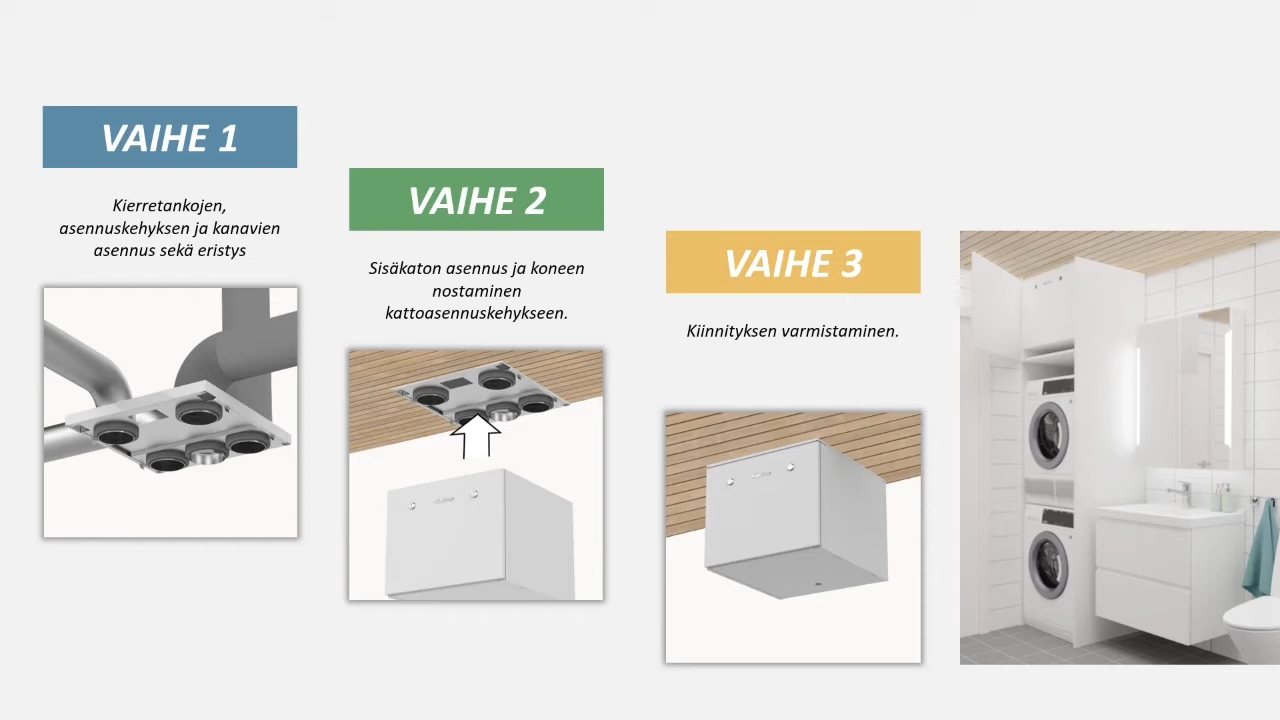 VAIHE 1
Kierretankojen,
asennuskehyksen ja kanavien
asennus sekä eristys
VAIHE 2
Sisäkaton asennus ja koneen
nostaminen
kattoasennuskehykseen.
VAIHE 3
Kiinnityksen varmistaminen.